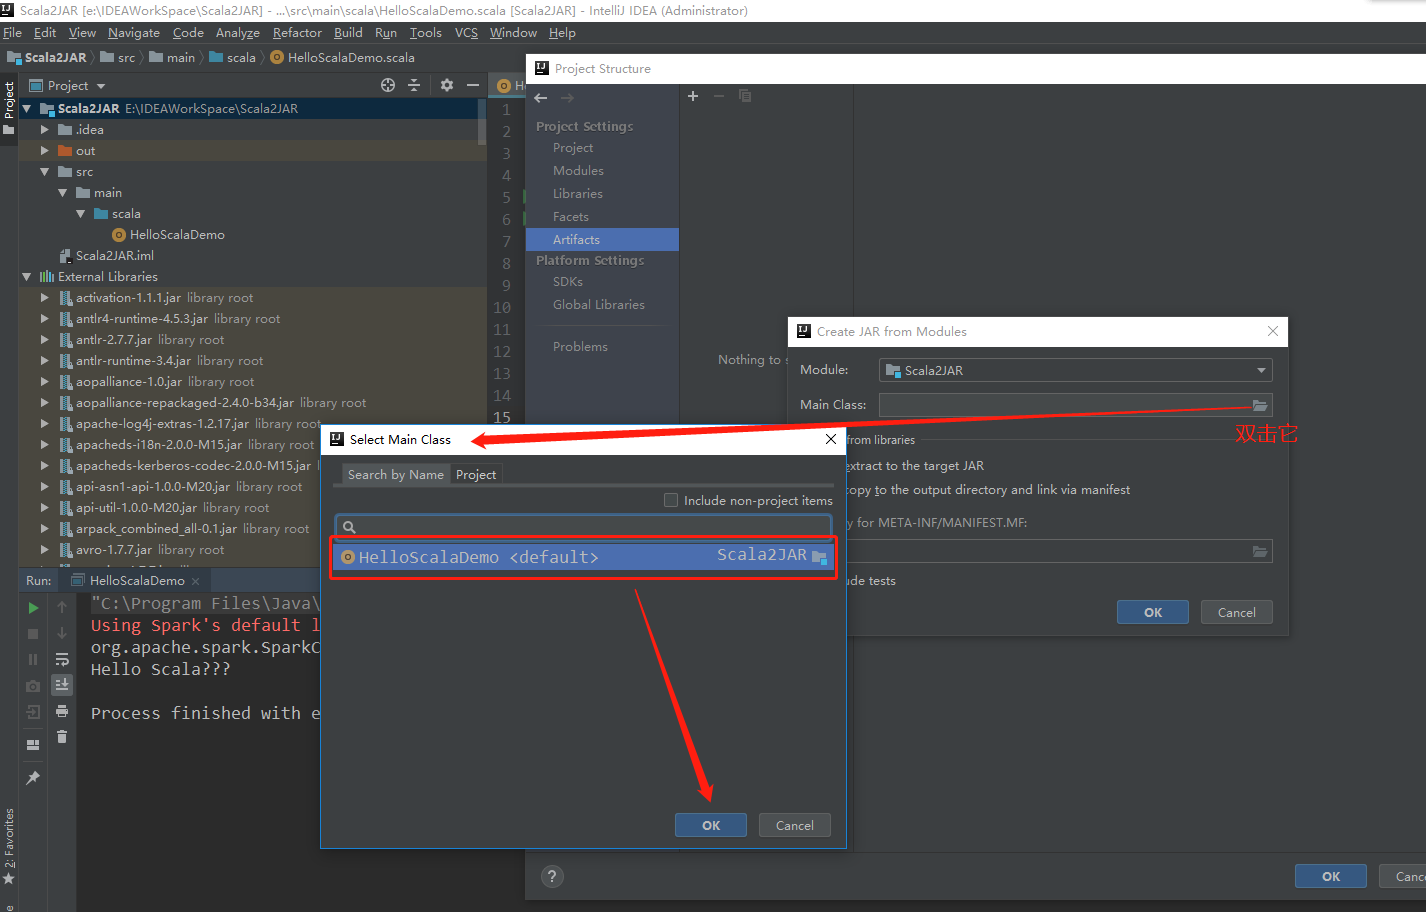 Scala2JAR [e:\IDEAWorkSpace\Scala2JAR] - ...\src\main\scala\HelloScalaDemo.scala [Scala2JAR] - IntelliJ IDEA (Administrator)
File Edit View Navigate Code Analyze Refactor Build Run Tools VCS Window Help
Scala2JAR src main scala HelloScalaDemo.scala
Project
Project
Scala2JAR E:\IDEAWorkSpace\Scala2JAR
.idea
out
src
main
scala
HelloScalaDemo
Scala2JAR.iml
External Libraries
activation-1.1.1.jar library root
antlr4-runtime-4.5.3.jar library root
antlr-2.7.7.jar library root
antlr-runtime-3.4.jar library root
aopalliance-1.0.jar library root
aopalliance-repackaged-2.4.0-b34.jar library root
apache-log4j-extras-1.2.17.jar library root
apacheds-i18n-2.0.0-M15.jar library root
apacheds-kerberos-codec-2.0.0-M15.jar
api-asn1-api-1.0.0-M20.jar library root
api-util-1.0.0-M20.jar library root
arpack_combined_all-0.1.jar library root
avro-1.7.7.jar library root
1
2
3
4
5
6
7
8
9
10
11
12
13
14
15
Project Structure
Project Settings
Project
Modules
Libraries
Facets
Artifacts
Platform Settings
SDKs
Global Libraries
Problems
Nothing to s
Create JAR from Modules
Module: Scala2JAR
Main Class:
双击它
from libraries
extract to the target JAR
copy to the output directory and link via manifest
y for META-INF/MANIFEST.MF:
ude tests
OK Cancel
Select Main Class
Search by Name Project
Include non-project items
HelloScalaDemo <default> Scala2JAR
OK Cancel
Run: HelloScalaDemo
"C:\Program Files\Java\
Using Spark's default l
org.apache.spark.SparkC
Hello Scala???
Process finished with e
2: Favorites
? OK Canc